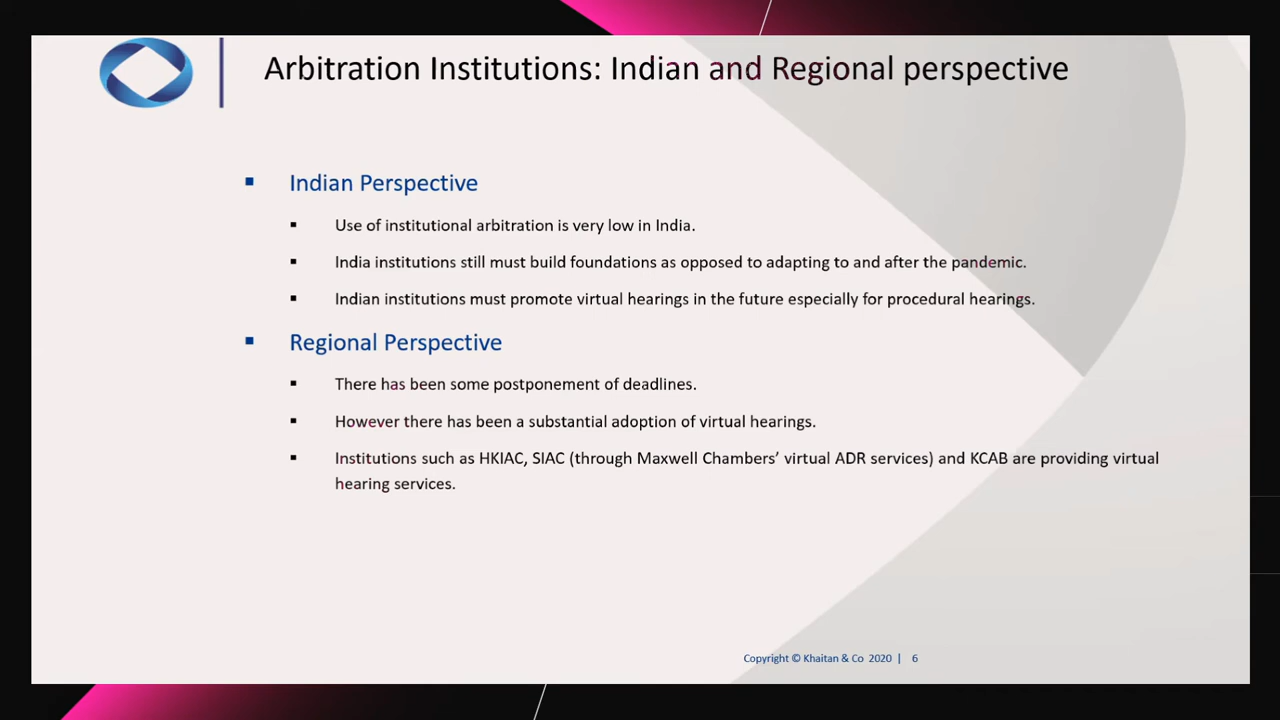 Arbitration Institutions: Indian and Regional perspective
Indian Perspective
Use of institutional arbitration is very low in India.
India institutions still must build foundations as opposed to adapting to and after the pandemic.
Indian institutions must promote virtual hearings in the future especially for procedural hearings.
Regional Perspective
There has been some postponement of deadlines.
However there has been a substantial adoption of virtual hearings.
Institutions such as HKIAC, SIAC (through Maxwell Chambers’ virtual ADR services) and KCAB are providing virtual
hearing services.
Copyright © Khaitan & Co 2020 | 6